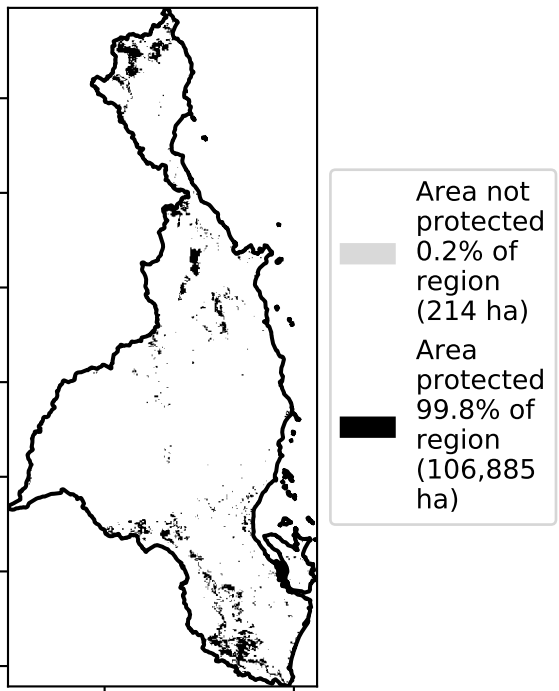 Area not
protected
0.2% of
region
(214 ha)
Area
protected
99.8% of
region
(106,885
ha)